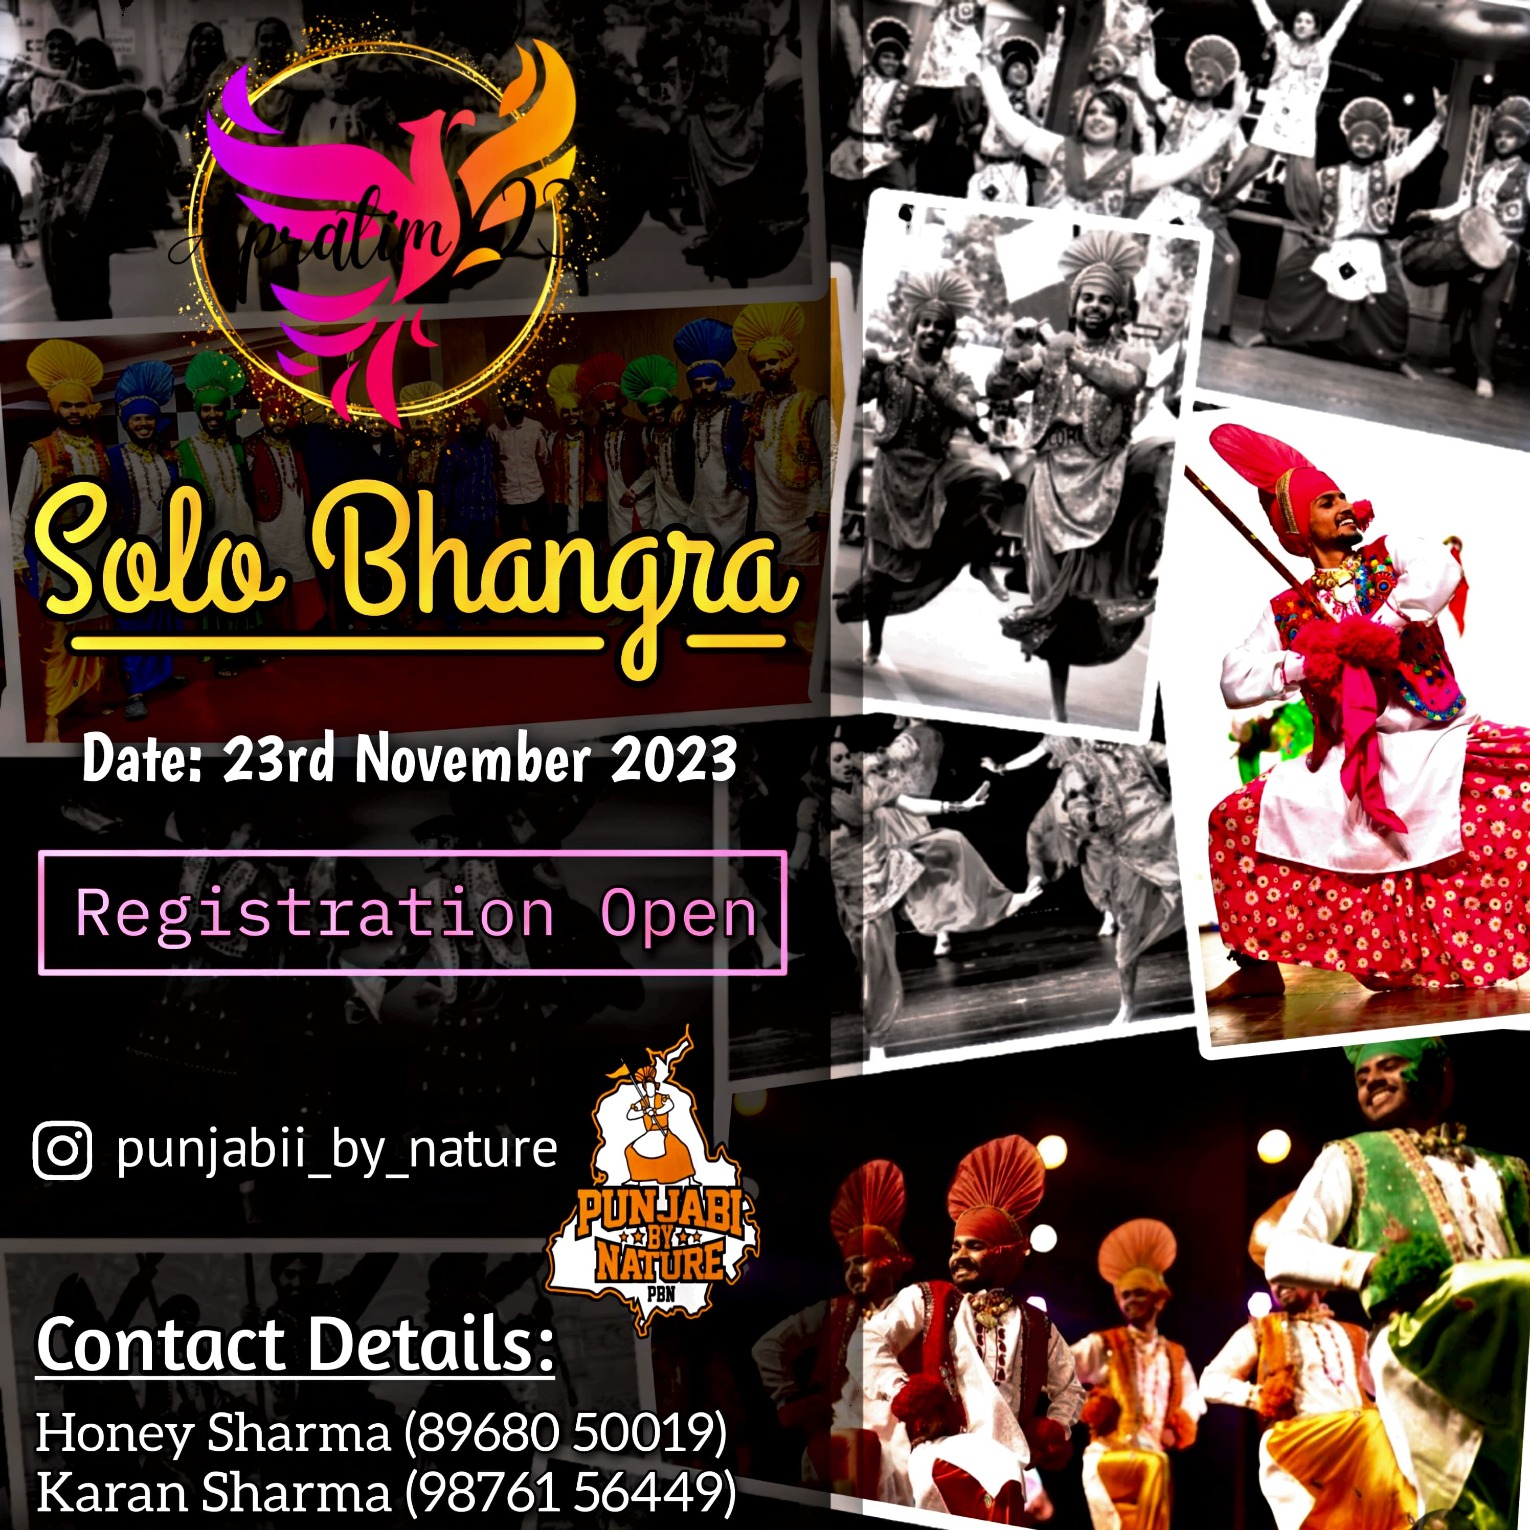 Apratim'23
Solo Bhangra
Date: 23rd November 2023
Registration Open
punjabii_by_nature
PUNJABI
BY
NATURE
PBN
Contact Details:
Honey Sharma (89680 50019)
Karan Sharma (98761 56449)